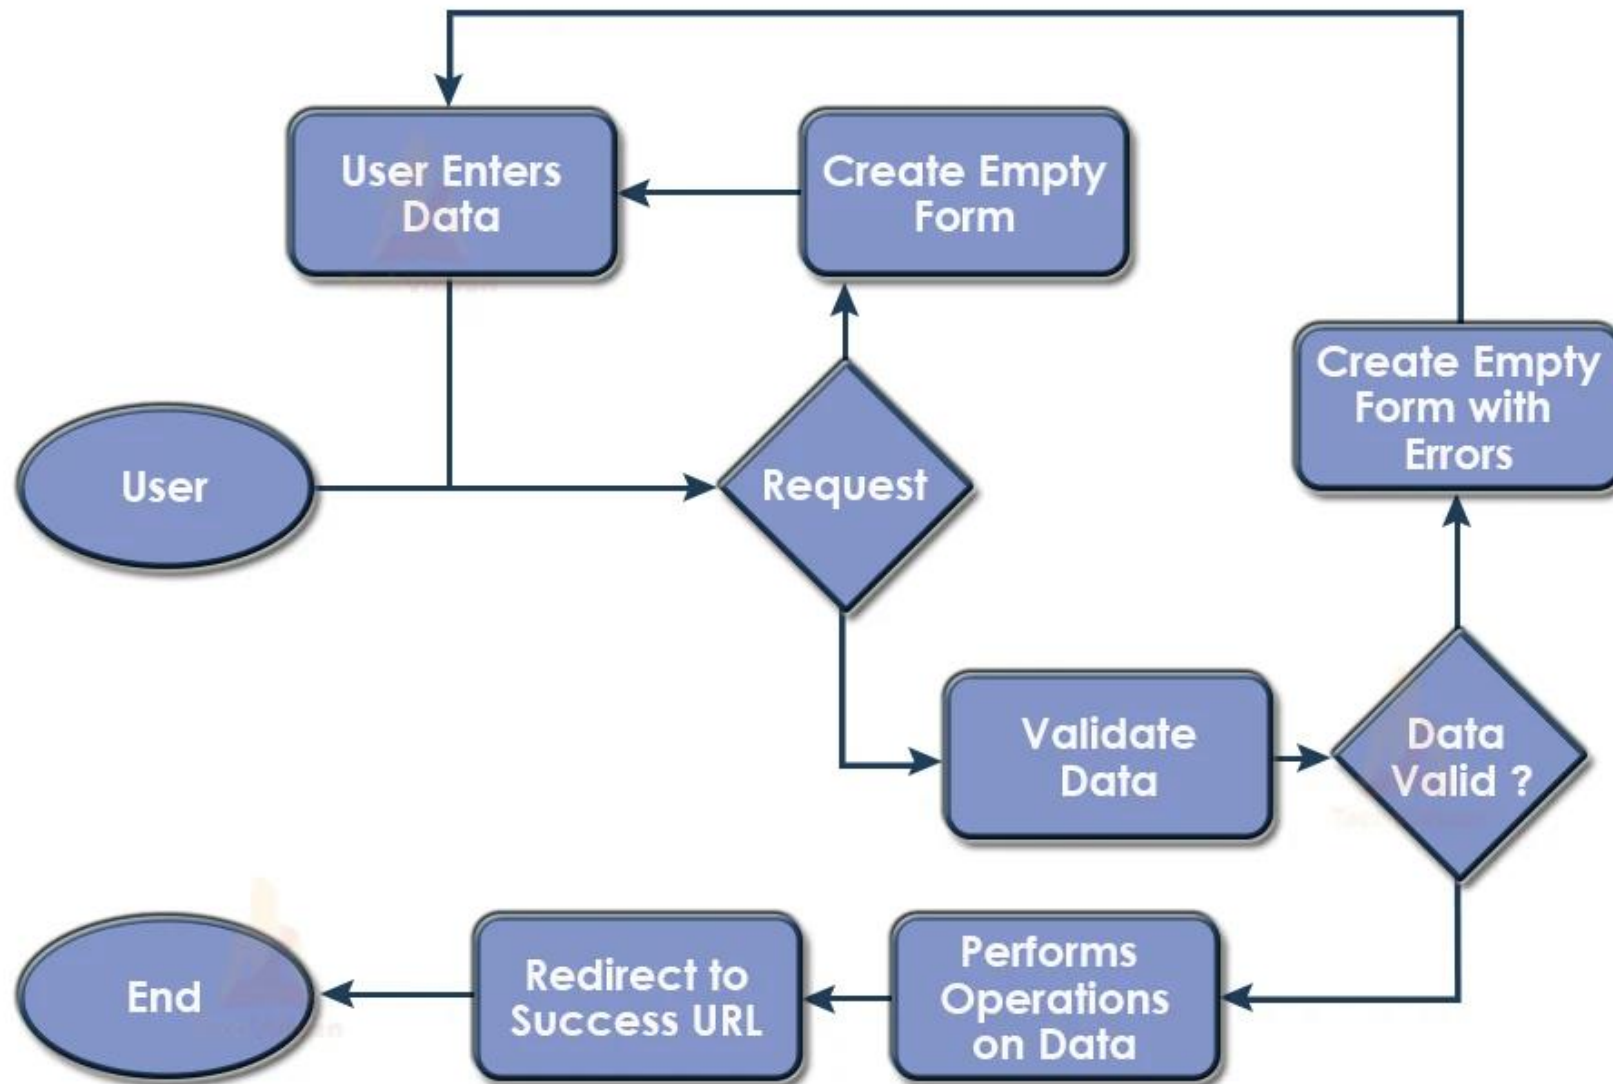 User Enters
Data
Create Empty
Form
Create Empty
Form with
Errors
User
Request
Validate
Data
Data
Valid ?
End
Redirect to
Success URL
Performs
Operations
on Data